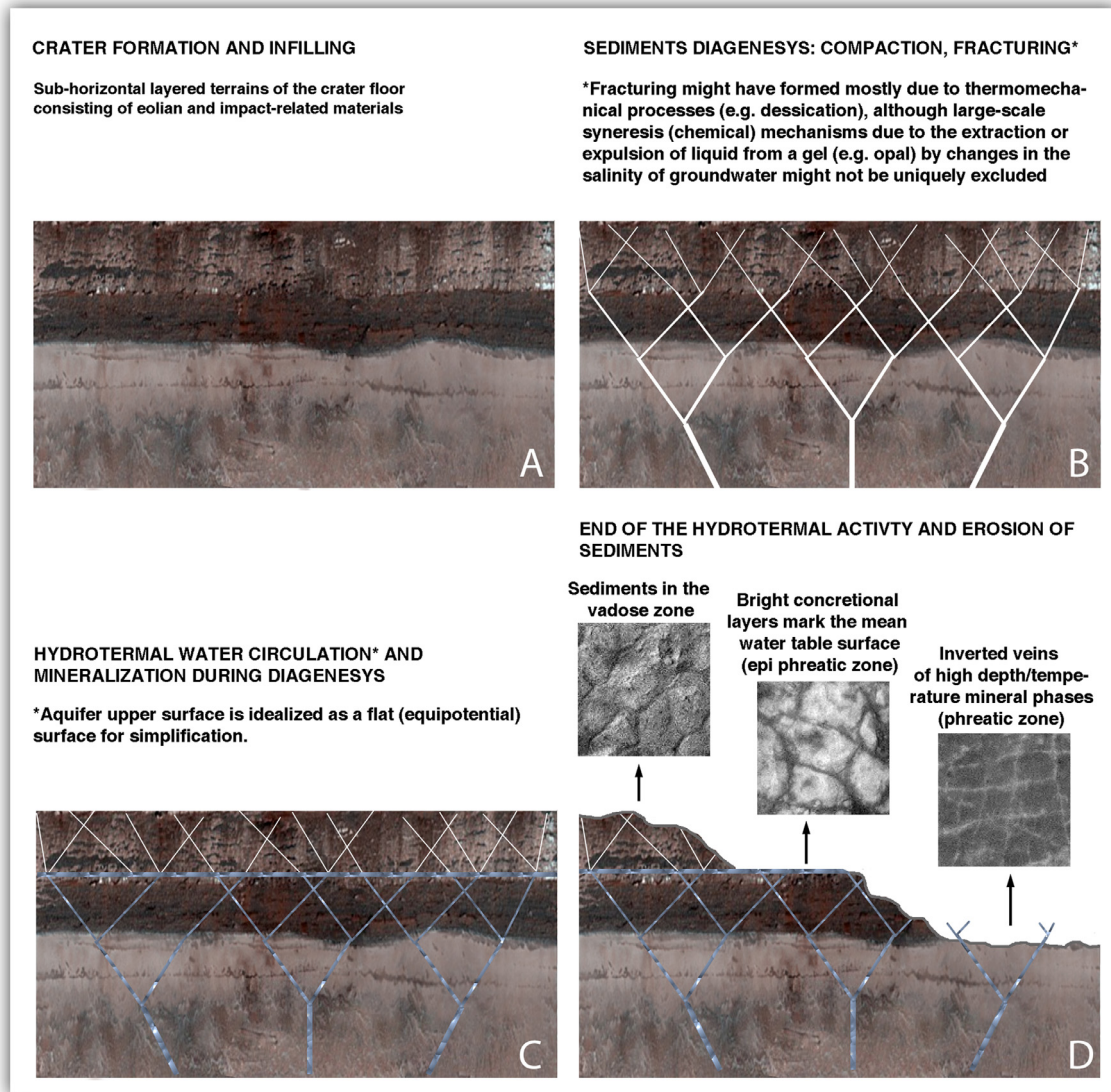 CRATER FORMATION AND INFILLING
Sub-horizontal layered terrains of the crater floor
consisting of eolian and impact-related materials
A
SEDIMENTS DIAGENESYS: COMPACTION, FRACTURING*
*Fracturing might have formed mostly due to thermomecha-
nical processes (e.g. dessication), although large-scale
syneresis (chemical) mechanisms due to the extraction or
expulsion of liquid from a gel (e.g. opal) by changes in the
salinity of groundwater might not be uniquely excluded
B
HYDROTERMAL WATER CIRCULATION* AND
MINERALIZATION DURING DIAGENESYS
*Aquifer upper surface is idealized as a flat (equipotential)
surface for simplification.
C
END OF THE HYDROTERMAL ACTIVTY AND EROSION OF
SEDIMENTS
Sediments in the
vadose zone
Bright concretional
layers mark the mean
water table surface
(epi phreatic zone)
Inverted veins
of high depth/tempe-
rature mineral phases
(phreatic zone)
D